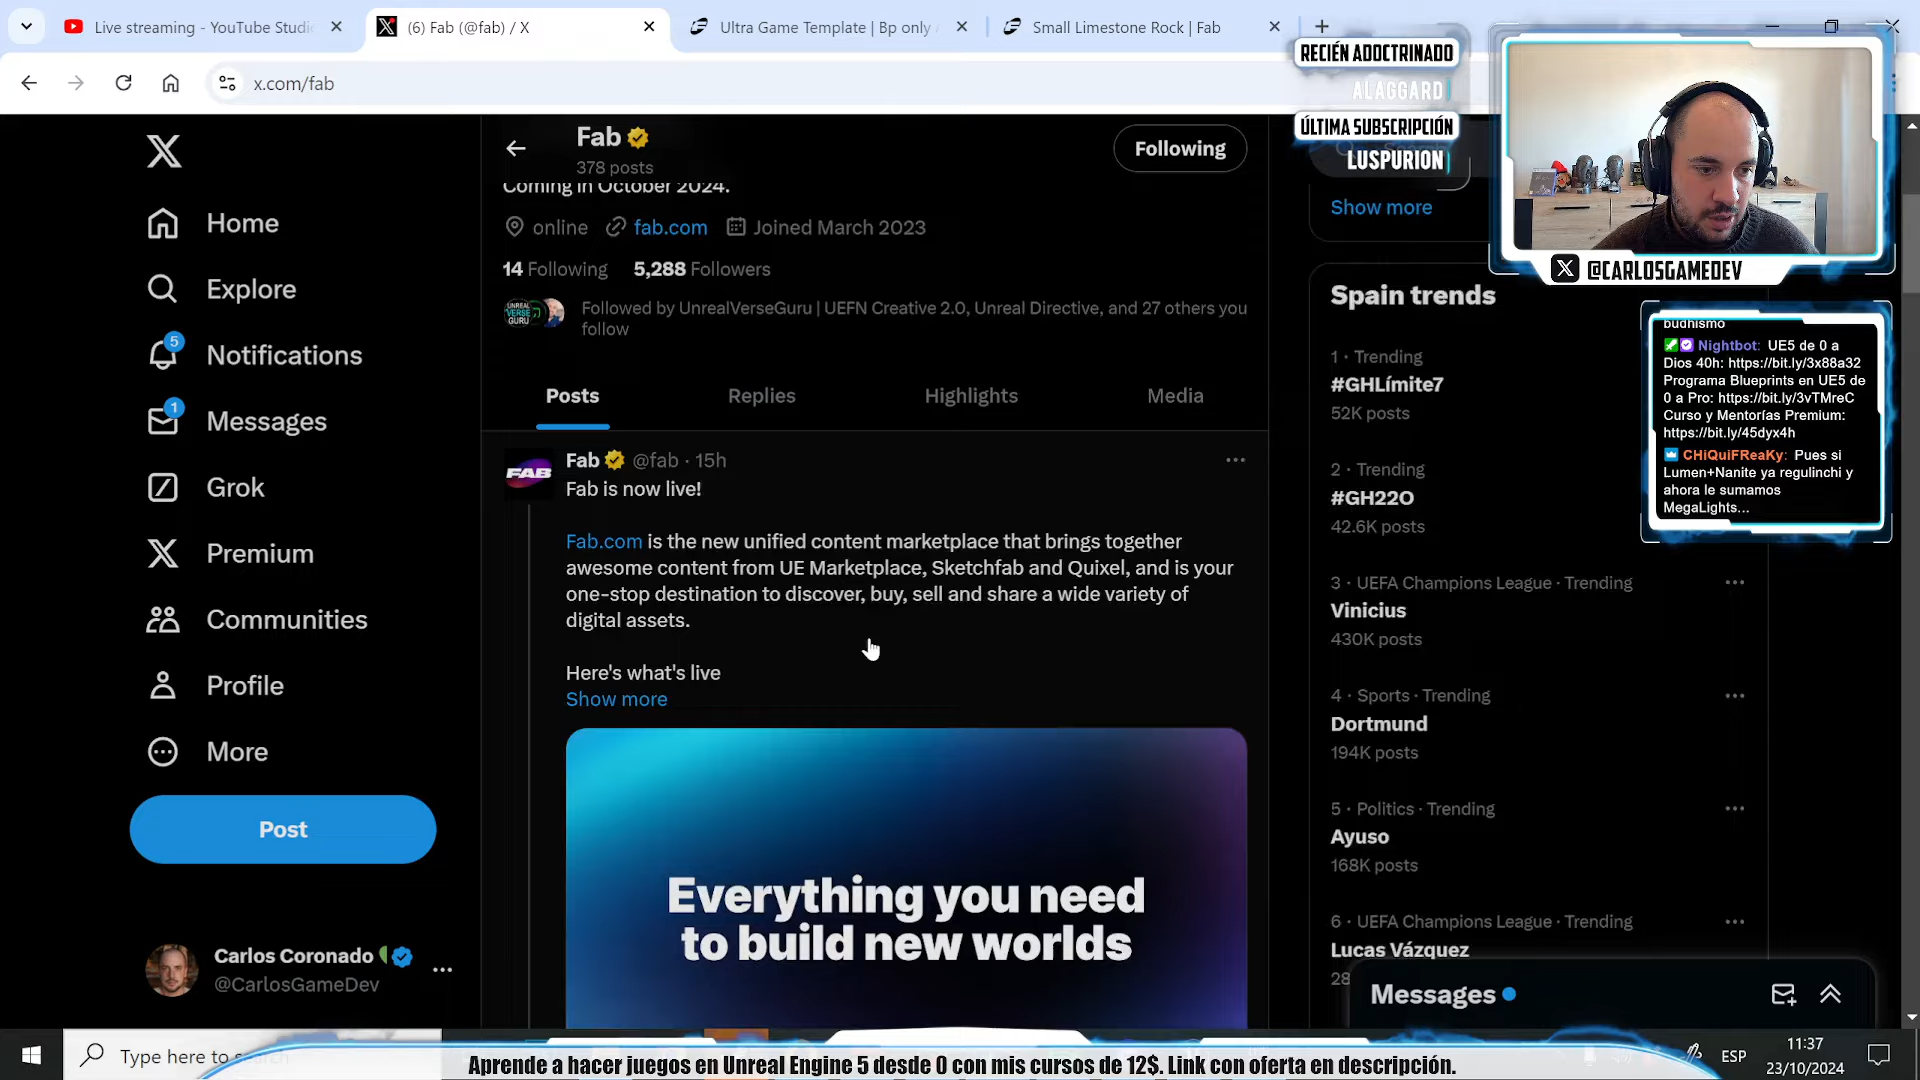 Live streaming - YouTube Studi
(6) Fab (@fab) / X
Ultra Game Template | Bp only
Small Limestone Rock | Fab
x.com/fab
Home
Explore
5
Notifications
1
Messages
Grok
Premium
Communities
Profile
More
Post
Carlos Coronado
@CarlosGameDev
Fab
378 posts
Following
Coming in October 2024.
online
fab.com
Joined March 2023
14 Following
5,288 Followers
UNREAL
VERSE
GURU
Followed by UnrealVerseGuru | UEFN Creative 2.0, Unreal Directive, and 27 others you
follow
Posts
Replies
Highlights
Media
FAB
Fab @fab · 15h
Fab is now live!
Fab.com is the new unified content marketplace that brings together
awesome content from UE Marketplace, Sketchfab and Quixel, and is your
one-stop destination to discover, buy, sell and share a wide variety of
digital assets.
Here's what's live
Show more
Everything you need
to build new worlds
Show more
Spain trends
1 · Trending
#GHLímite7
52K posts
2 · Trending
#GH22O
42.6K posts
3 · UEFA Champions League · Trending
Vinicius
430K posts
4 · Sports · Trending
Dortmund
194K posts
5 · Politics · Trending
Ayuso
168K posts
6 · UEFA Champions League · Trending
Lucas Vázquez
Messages
RECIÉN ADOCTRINADO
ALAGGARD
ÚLTIMA SUBSCRIPCIÓN
LUSPURION
@CARLOSGAMEDEV
budhismo
Nightbot: UE5 de 0 a
Dios 40h: https://bit.ly/3x88a32
Programa Blueprints en UE5 de
0 a Pro: https://bit.ly/3vTMreC
Curso y Mentorías Premium:
https://bit.ly/45dyx4h
CHiQuiFReaKy: Pues si
Lumen+Nanite ya regulinchi y
ahora le sumamos
MegaLights...
Type here to search
Aprende a hacer juegos en Unreal Engine 5 desde 0 con mis cursos de 12$. Link con oferta en descripción.
ESP
11:37
23/10/2024